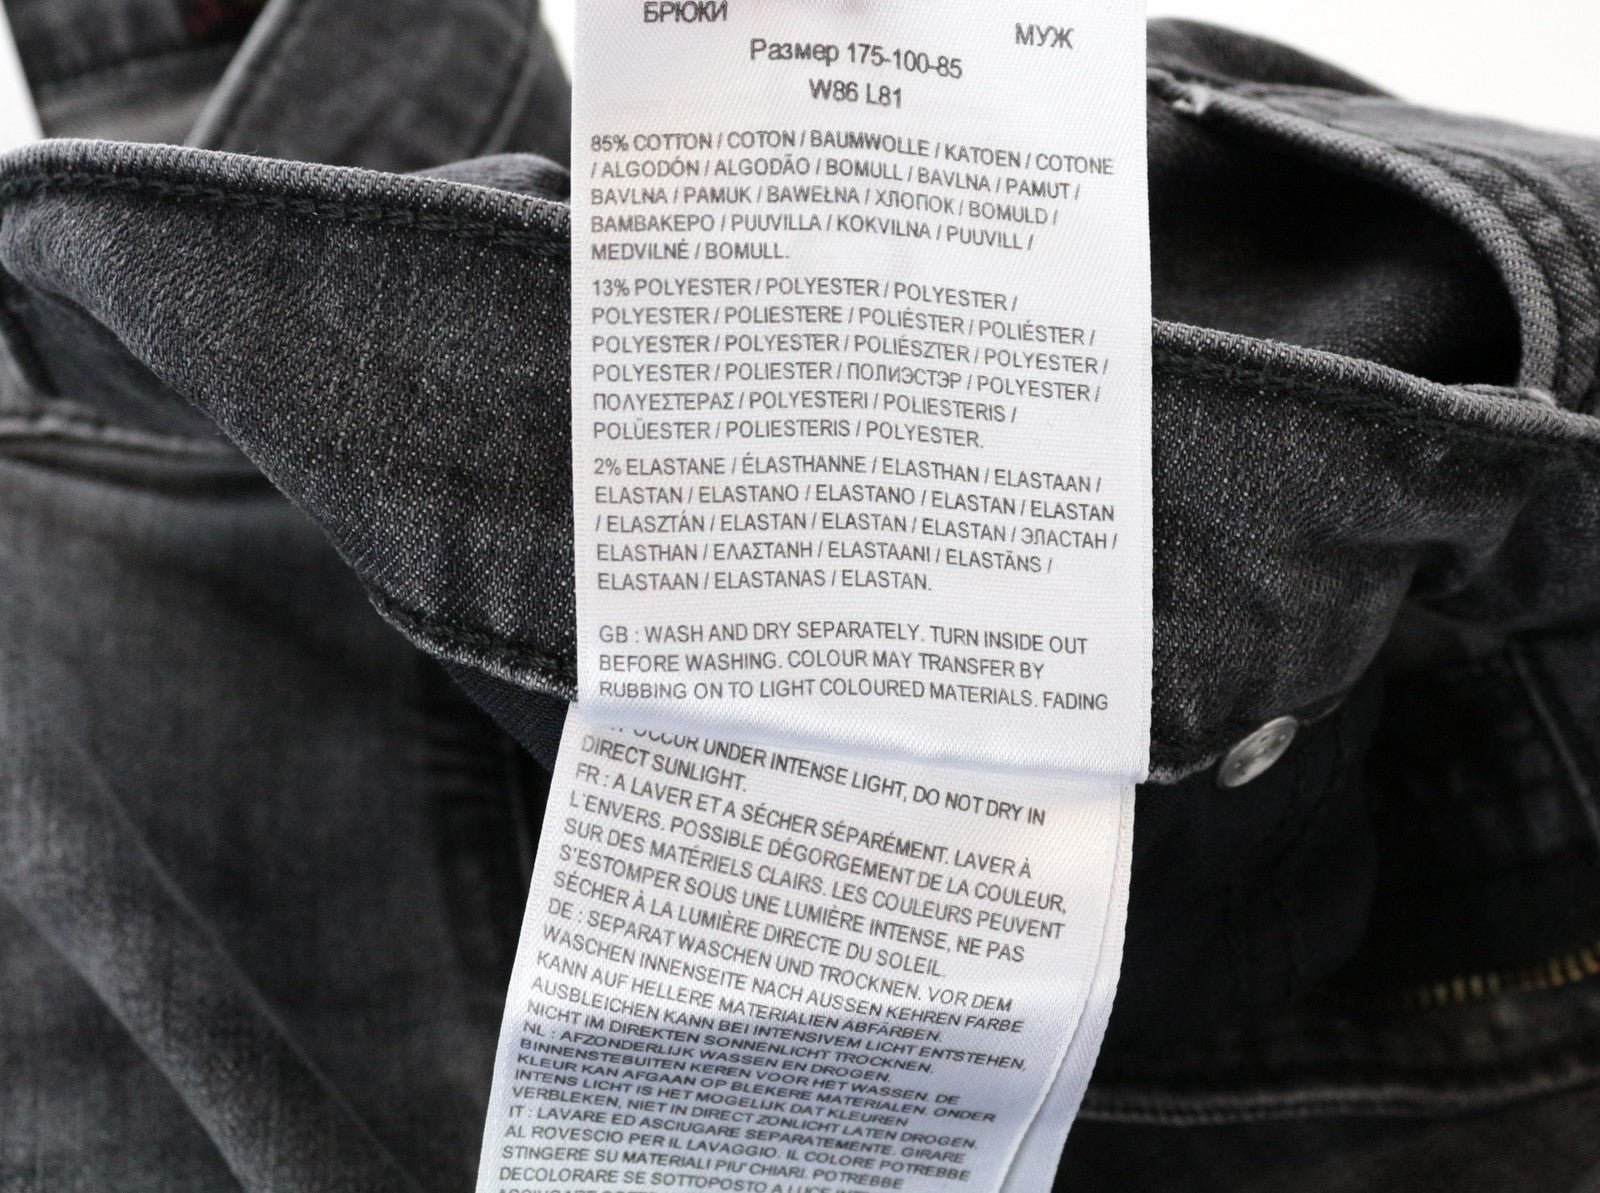 БРЮКИ
МУЖ
Размер 175-100-85
W86 L81
85% COTTON / COTON / BAUMWOLLE / KATOEN / COTONE
/ ALGODÓN / ALGODÃO / BOMULL / BAVLNA / PAMUT /
BAVLNA / PAMUK / BAWEŁNA / ХЛОПОК / BOMULD /
ΒΑΜΒΑΚΕΡΟ / PUUVILLA / KOKVILNA / PUUVILL /
MEDVILNĖ / BOMULL.
13% POLYESTER / POLYESTER / POLYESTER /
POLYESTER / POLIESTERE / POLIÉSTER / POLIÉSTER /
POLYESTER / POLYESTER / POLIÉSZTER / POLYESTER /
POLYESTER / POLIESTER / ПОЛИЭСТЭР / POLYESTER /
ΠΟΛΥΕΣΤΕΡΑΣ / POLYESTERI / POLIESTERIS /
POLÜESTER / POLIESTERIS / POLYESTER.
2% ELASTANE / ÉLASTHANNE / ELASTHAN / ELASTAAN /
ELASTAN / ELASTANO / ELASTANO / ELASTAN / ELASTAN
/ ELASZTÁN / ELASTAN / ELASTAN / ELASTAN / ЭЛАСТАН /
ELASTHAN / ΕΛΑΣΤΑΝΗ / ELASTAANI / ELASTĀNS /
ELASTAAN / ELASTANAS / ELASTAN.
GB : WASH AND DRY SEPARATELY. TURN INSIDE OUT
BEFORE WASHING. COLOUR MAY TRANSFER BY
RUBBING ON TO LIGHT COLOURED MATERIALS. FADING
OCCUR UNDER INTENSE LIGHT, DO NOT DRY IN
DIRECT SUNLIGHT.
FR : A LAVER ET A SÉCHER SÉPARÉMENT. LAVER À
L'ENVERS. POSSIBLE DÉGORGEMENT DE LA COULEUR,
SUR DES MATÉRIELS CLAIRS. LES COULEURS PEUVENT
S'ESTOMPER SOUS UNE LUMIÈRE INTENSE, NE PAS
SÉCHER À LA LUMIÈRE DIRECTE DU SOLEIL.
DE : SEPARAT WASCHEN UND TROCKNEN. VOR DEM
WASCHEN INNENSEITE NACH AUSSEN KEHREN FARBE
KANN AUF HELLERE MATERIALIEN ABFÄRBEN.
AUSBLEICHEN KANN BEI INTENSIVEM LICHT ENTSTEHEN,
NICHT IM DIREKTEN SONNENLICHT TROCKNEN.
NL : AFZONDERLIJK WASSEN EN DROGEN.
BINNENSTEBUITEN KEREN VOOR HET WASSEN. DE
KLEUR KAN AFGAAN OP BLEKERE MATERIALEN. ONDER
INTENS LICHT IS HET MOGELIJK DAT KLEUREN
VERBLEKEN, NIET IN DIRECT ZONLICHT LATEN DROGEN.
IT : LAVARE ED ASCIUGARE SEPARATEMENTE. GIRARE
AL ROVESCIO PER IL LAVAGGIO. IL COLORE POTREBBE
STINGERE SU MATERIALI PIU' CHIARI. POTREBBE
DECOLORARE SE SOTTOPOSTO A LUCE